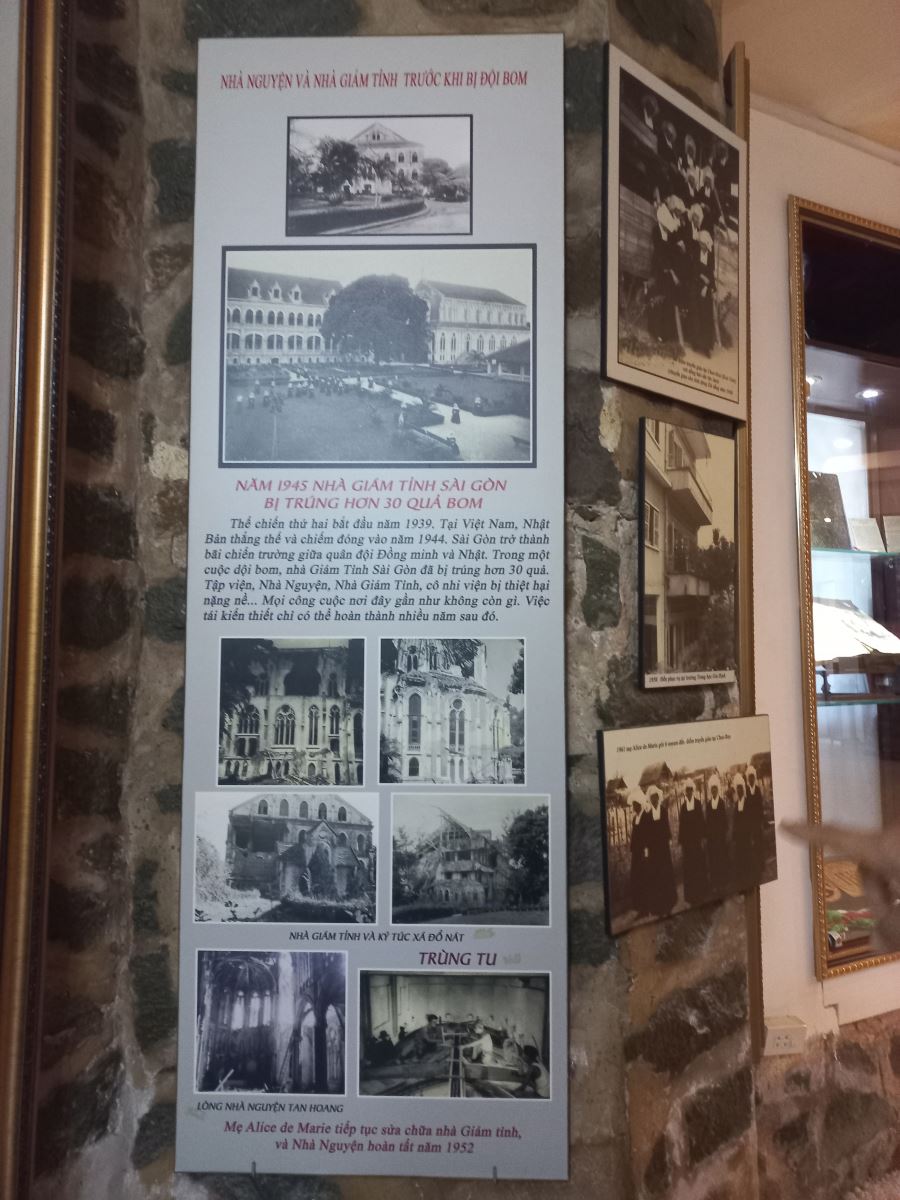 NHÀ NGUYỆN VÀ NHÀ GIÁM TỈNH TRƯỚC KHI BỊ ĐỘI BOM
NĂM 1945 NHÀ GIÁM TỈNH SÀI GÒN
BỊ TRÚNG HƠN 30 QUẢ BOM
Thế chiến thứ hai bắt đầu năm 1939. Tại Việt Nam, Nhật
Bản thắng thế và chiếm đóng vào năm 1944. Sài Gòn trở thành
bãi chiến trường giữa quân đội Đồng minh và Nhật. Trong một
cuộc dội bom, nhà Giám Tỉnh Sài Gòn đã bị trúng hơn 30 quả.
Tập viện, Nhà Nguyện, Nhà Giám Tỉnh, cô nhi viện bị thiệt hại
nặng nề... Mọi công cuộc nơi đây gần như không còn gì. Việc
tái kiến thiết chỉ có thể hoàn thành nhiều năm sau đó.
NHÀ GIÁM TỈNH VÀ KÝ TÚC XÁ ĐỔ NÁT
TRÙNG TU
LÒNG NHÀ NGUYỆN TAN HOANG
Mẹ Alice de Marie tiếp tục sửa chữa nhà Giám tỉnh,
và Nhà Nguyện hoàn tất năm 1952